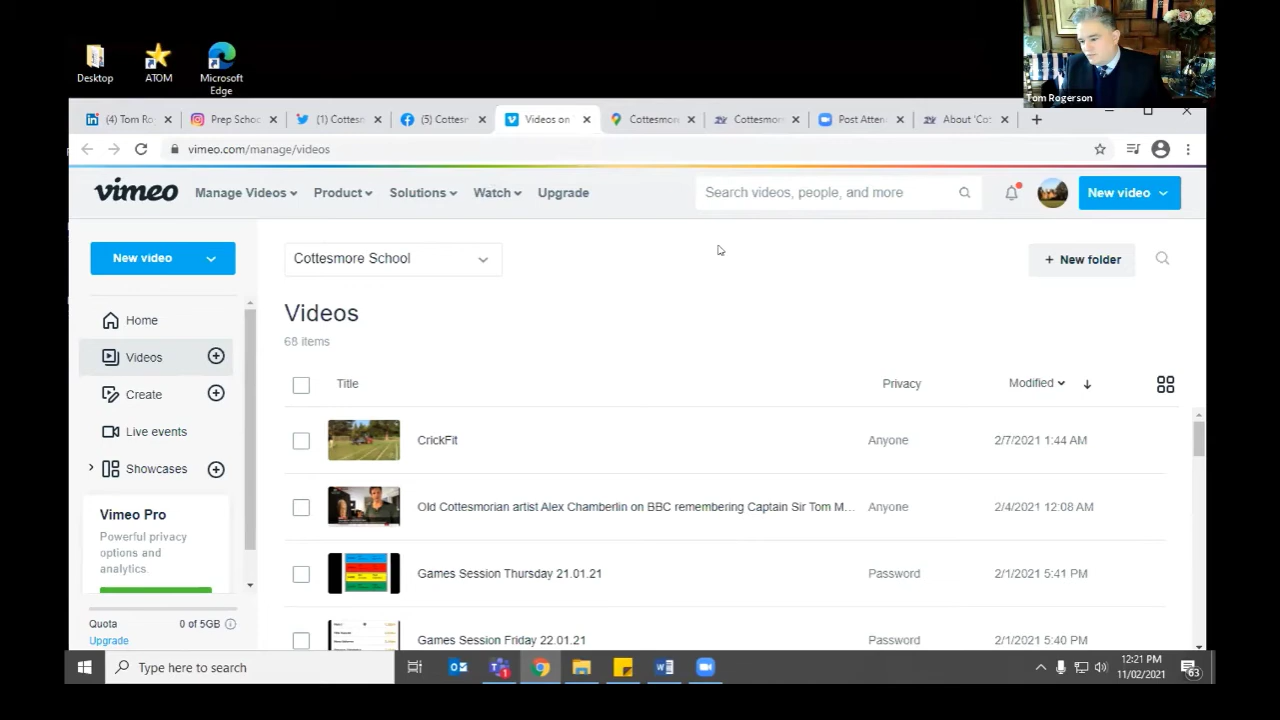 Desktop
ATOM
Microsoft
Edge
Tom Rogerson
(4) Tom Ro
Prep Schoo
(1) Cottesn
(5) Cottesr
Videos on
Cottesmor
Cottesmor
Post Atten
About 'Cot
vimeo.com/manage/videos
vimeo
Manage Videos
Product
Solutions
Watch
Upgrade
Search videos, people, and more
New video
New video
Cottesmore School
+ New folder
Home
Videos
Create
Live events
Showcases
Vimeo Pro
Powerful privacy
options and
analytics.
Quota
0 of 5GB
Upgrade
Videos
68 items
Title
Privacy
Modified
CrickFit
Anyone
2/7/2021 1:44 AM
Old Cottesmorian artist Alex Chamberlin on BBC remembering Captain Sir Tom M...
Anyone
2/4/2021 12:08 AM
Games Session Thursday 21.01.21
Password
2/1/2021 5:41 PM
Games Session Friday 22.01.21
Password
2/1/2021 5:40 PM
Type here to search
12:21 PM
11/02/2021
63